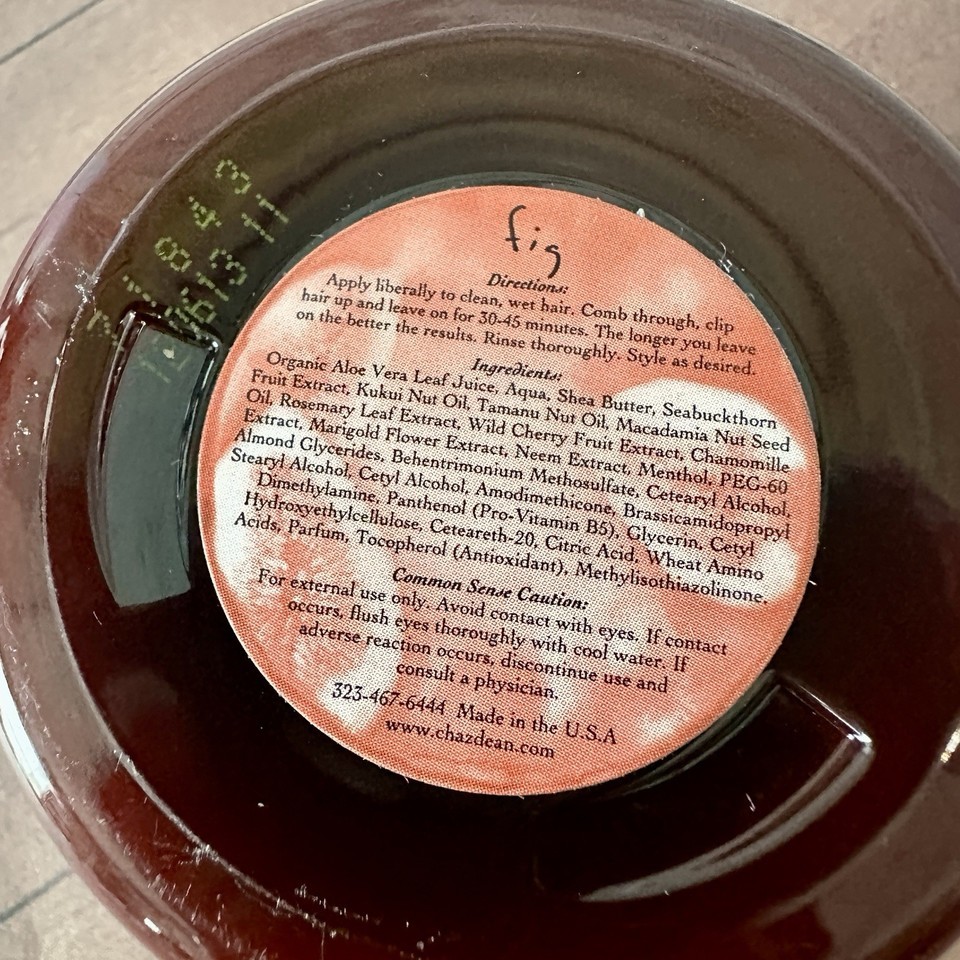 fig
Directions:
Apply liberally to clean, wet hair. Comb through, clip
hair up and leave on for 30-45 minutes. The longer you leave
on the better the results. Rinse thoroughly. Style as desired.
Ingredients:
Organic Aloe Vera Leaf Juice, Aqua, Shea Butter, Seabuckthorn
Fruit Extract, Kukui Nut Oil, Tamanu Nut Oil, Macadamia Nut Seed
Oil, Rosemary Leaf Extract, Wild Cherry Fruit Extract, Chamomille
Extract, Marigold Flower Extract, Neem Extract, Menthol, PEG-60
Almond Glycerides, Behentrimonium Methosulfate, Cetearyl Alcohol,
Stearyl Alcohol, Cetyl Alcohol, Amodimethicone, Brassicamidopropyl
Dimethylamine, Panthenol (Pro-Vitamin B5), Glycerin, Cetyl
Hydroxyethylcellulose, Ceteareth-20, Citric Acid, Wheat Amino
Acids, Parfum, Tocopherol (Antioxidant), Methylisothiazolinone.
Common Sense Caution:
For external use only. Avoid contact with eyes. If contact
occurs, flush eyes thoroughly with cool water. If
adverse reaction occurs, discontinue use and
consult a physician.
323-467-6444 Made in the U.S.A
www.chazdean.com